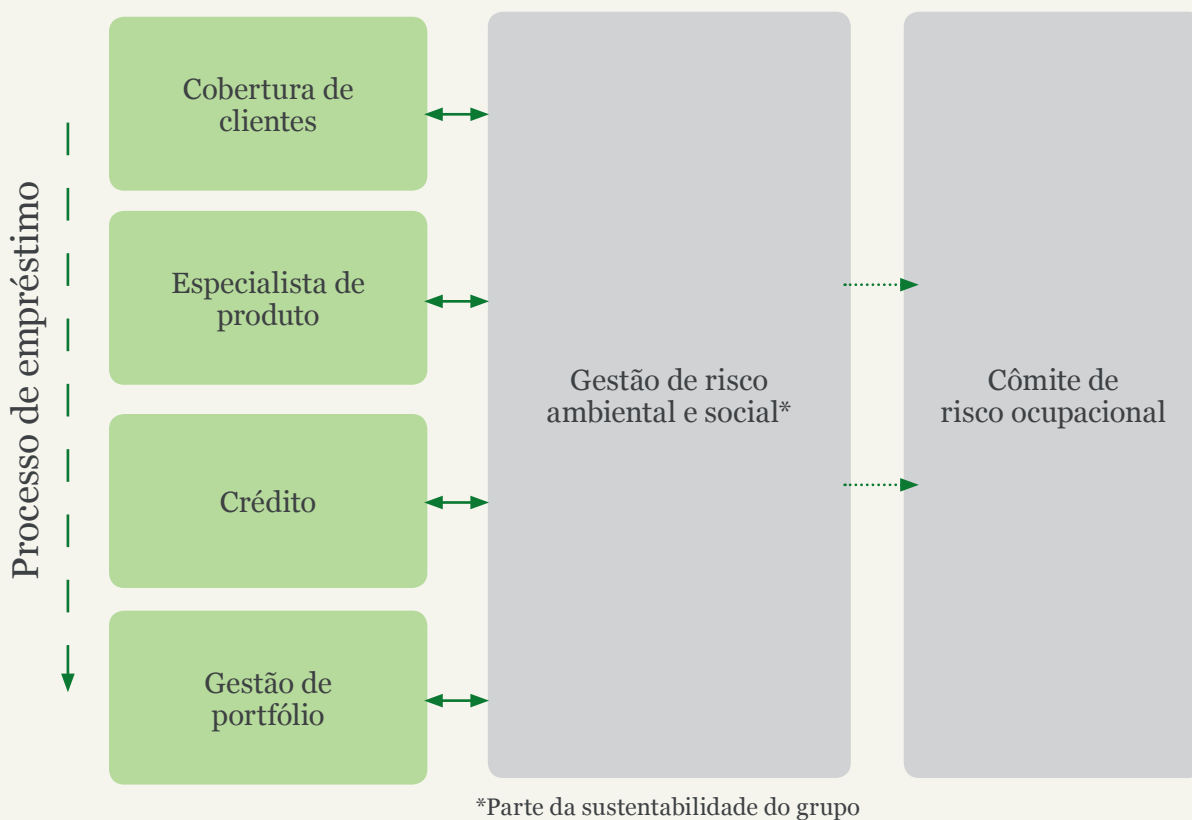 Processo de empréstimo
Cobertura de
clientes
Especialista de
produto
Crédito
Gestão de
portfólio
Gestão de risco
ambiental e social*
Cômite de
risco ocupacional
*Parte da sustentabilidade do grupo